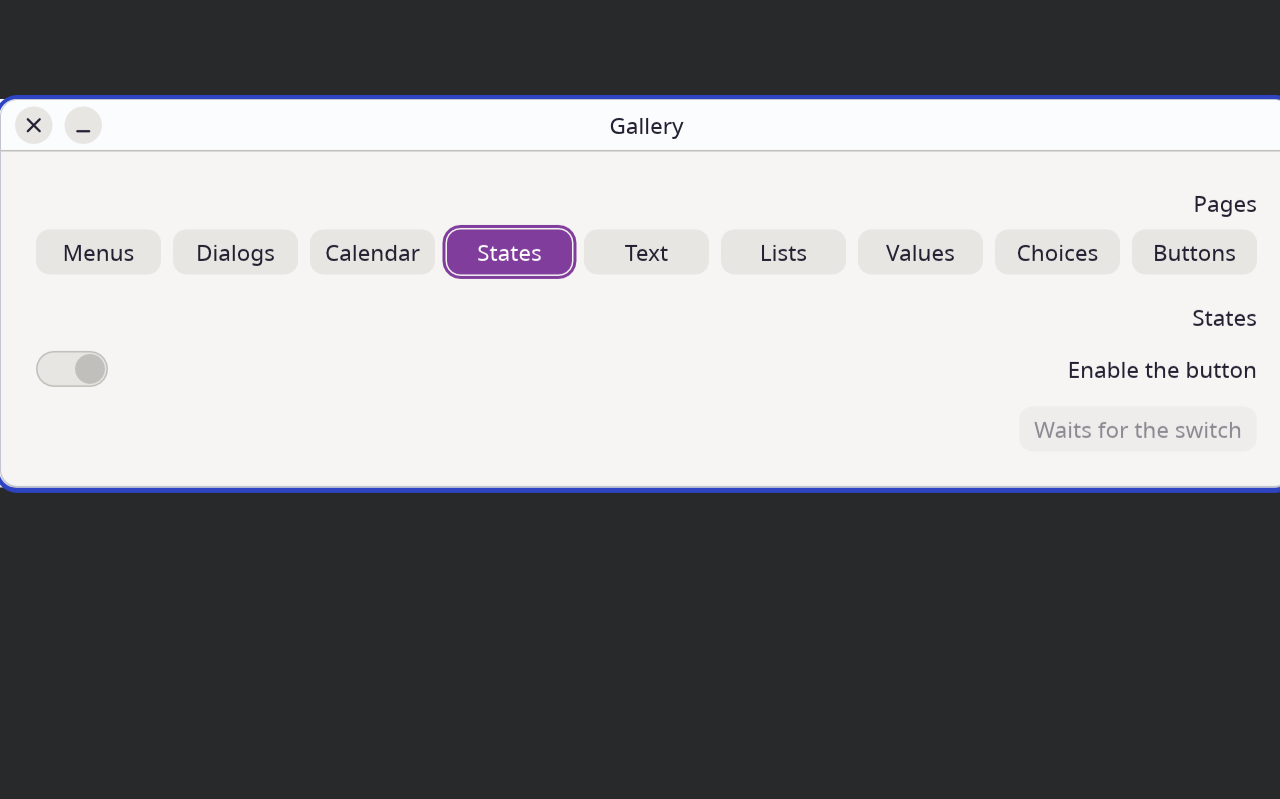 Gallery
Pages
Menus Dialogs Calendar States Text Lists Values Choices Buttons
States
Enable the button
Waits for the switch